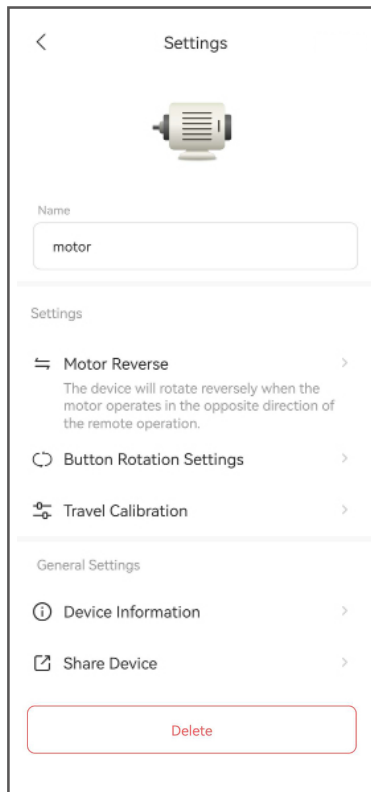 Settings
Name
motor
Settings
Motor Reverse
The device will rotate reversely when the
motor operates in the opposite direction of
the remote operation.
Button Rotation Settings
Travel Calibration
General Settings
Device Information
Share Device
Delete